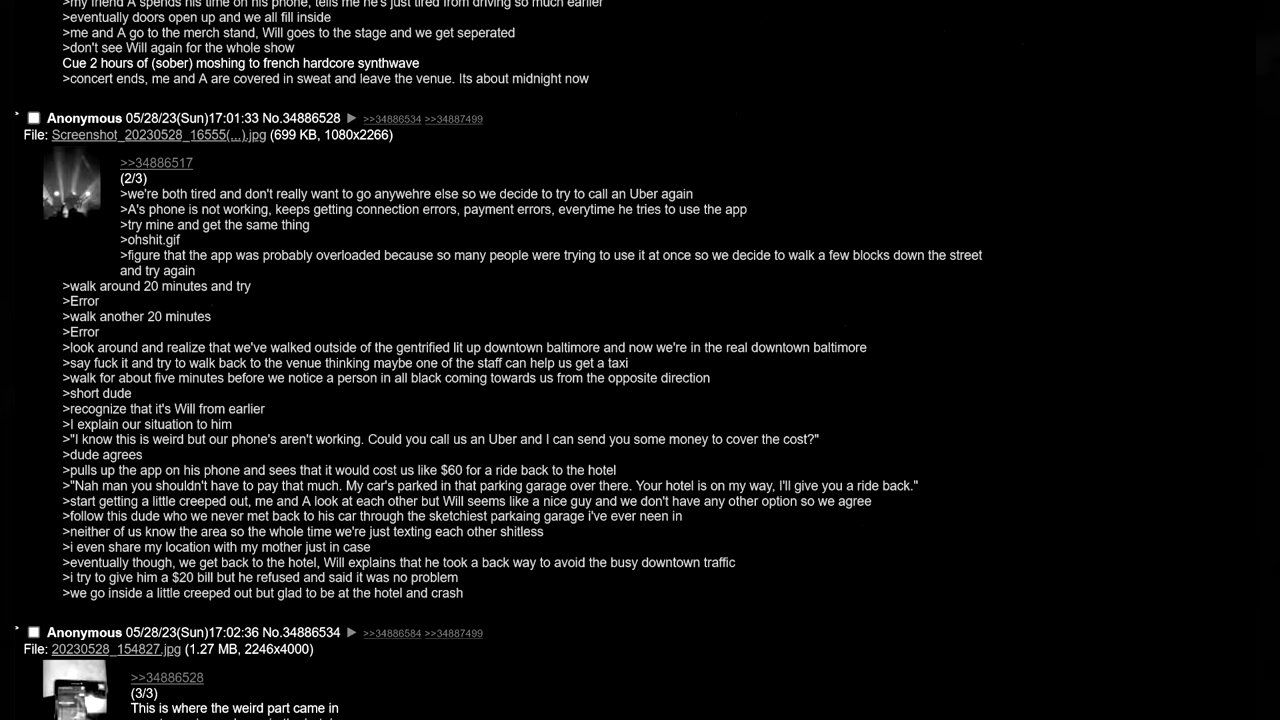 >my friend A spends his time on his phone, tells me he's just tired from driving so much earlier
>eventually doors open up and we all fill inside
>me and A go to the merch stand, Will goes to the stage and we get seperated
>don't see Will again for the whole show
Cue 2 hours of (sober) moshing to french hardcore synthwave
>concert ends, me and A are covered in sweat and leave the venue. Its about midnight now
Anonymous 05/28/23(Sun)17:01:33 No.34886528 ▶ >>34886534 >>34887499
File: Screenshot_20230528_16555(...).jpg (699 KB, 1080x2266)
>>34886517
(2/3)
>we're both tired and don't really want to go anywehre else so we decide to try to call an Uber again
>A's phone is not working, keeps getting connection errors, payment errors, everytime he tries to use the app
>try mine and get the same thing
>ohshit.gif
>figure that the app was probably overloaded because so many people were trying to use it at once so we decide to walk a few blocks down the street
and try again
>walk around 20 minutes and try
>Error
>walk another 20 minutes
>Error
>look around and realize that we've walked outside of the gentrified lit up downtown baltimore and now we're in the real downtown baltimore
>say fuck it and try to walk back to the venue thinking maybe one of the staff can help us get a taxi
>walk for about five minutes before we notice a person in all black coming towards us from the opposite direction
>short dude
>recognize that it's Will from earlier
>I explain our situation to him
>"I know this is weird but our phone's aren't working. Could you call us an Uber and I can send you some money to cover the cost?"
>dude agrees
>pulls up the app on his phone and sees that it would cost us like $60 for a ride back to the hotel
>"Nah man you shouldn't have to pay that much. My car's parked in that parking garage over there. Your hotel is on my way, I'll give you a ride back."
>start getting a little creeped out, me and A look at each other but Will seems like a nice guy and we don't have any other option so we agree
>follow this dude who we never met back to his car through the sketchiest parkaing garage i've ever neen in
>neither of us know the area so the whole time we're just texting each other shitless
>i even share my location with my mother just in case
>eventually though, we get back to the hotel, Will explains that he took a back way to avoid the busy downtown traffic
>i try to give him a $20 bill but he refused and said it was no problem
>we go inside a little creeped out but glad to be at the hotel and crash
Anonymous 05/28/23(Sun)17:02:36 No.34886534 ▶ >>34886584 >>34887499
File: 20230528_154827.jpg (1.27 MB, 2246x4000)
>>34886528
(3/3)
This is where the weird part came in